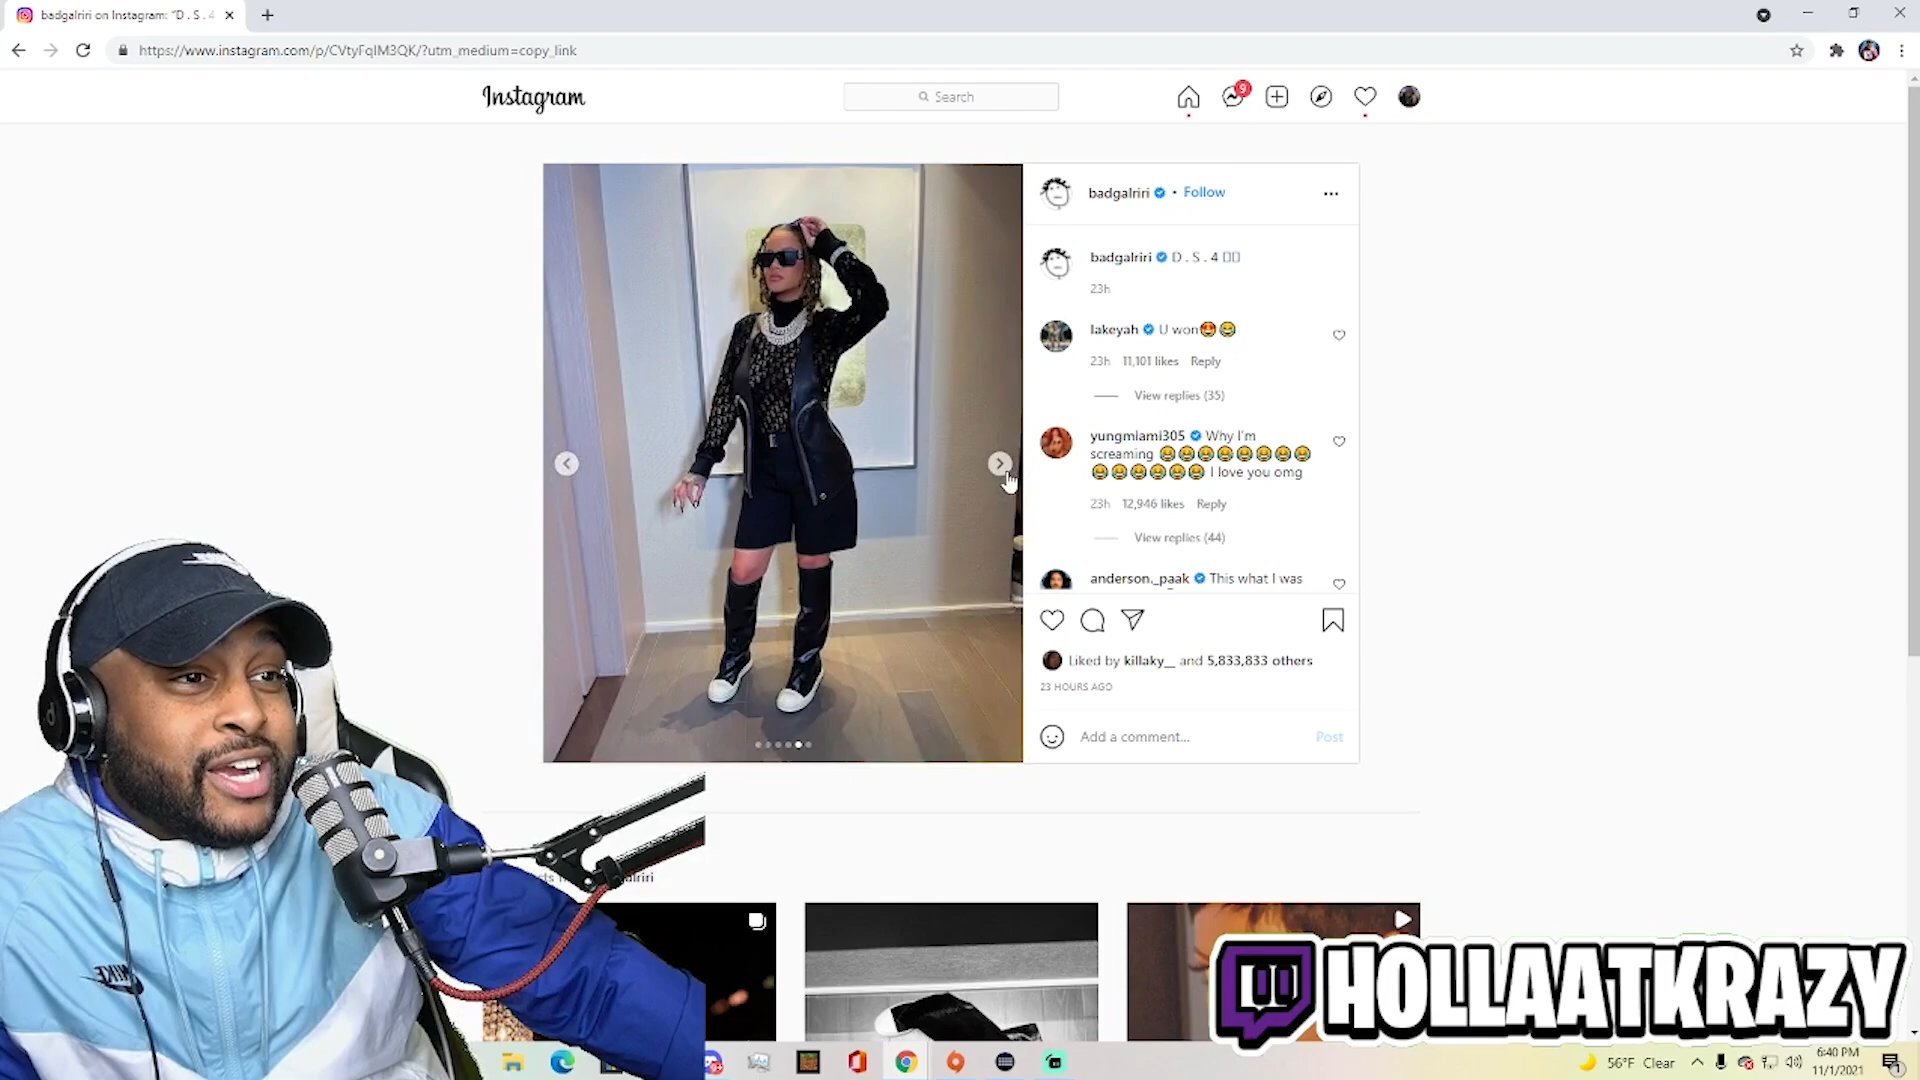 badgalriri on Instagram: "D . S . 4
https://www.instagram.com/p/CVtyFqIM3QK/?utm_medium=copy_link
Instagram
Search
9
badgalriri • Follow
badgalriri D . S . 4
23h
lakeyah U won😍😂
23h 11,101 likes Reply
View replies (35)
yungmiami305 Why I'm
screaming 😂😂😂😂😂😂😂😂
😂😂😂😂😂😂 I love you omg
23h 12,946 likes Reply
View replies (44)
anderson._paak This what I was
Liked by killaky__ and 5,833,833 others
23 HOURS AGO
Add a comment... Post
NIKE
HOLLAATKRAZY
56°F Clear
6:40 PM
11/1/2021